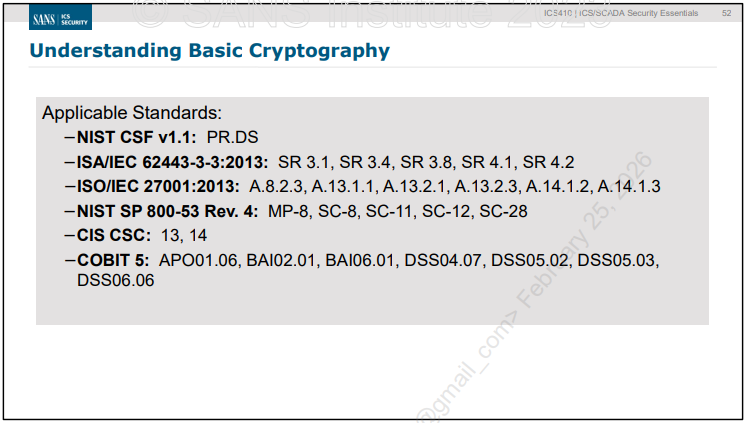 © SANS Institute 2026
SANS | ICS SECURITY
ICS410 | ICS/SCADA Security Essentials 52
Understanding Basic Cryptography
Applicable Standards:
–NIST CSF v1.1: PR.DS
–ISA/IEC 62443-3-3:2013: SR 3.1, SR 3.4, SR 3.8, SR 4.1, SR 4.2
–ISO/IEC 27001:2013: A.8.2.3, A.13.1.1, A.13.2.1, A.13.2.3, A.14.1.2, A.14.1.3
–NIST SP 800-53 Rev. 4: MP-8, SC-8, SC-11, SC-12, SC-28
–CIS CSC: 13, 14
–COBIT 5: APO01.06, BAI02.01, BAI06.01, DSS04.07, DSS05.02, DSS05.03,
DSS06.06
@gmail_com> February 25, 2026